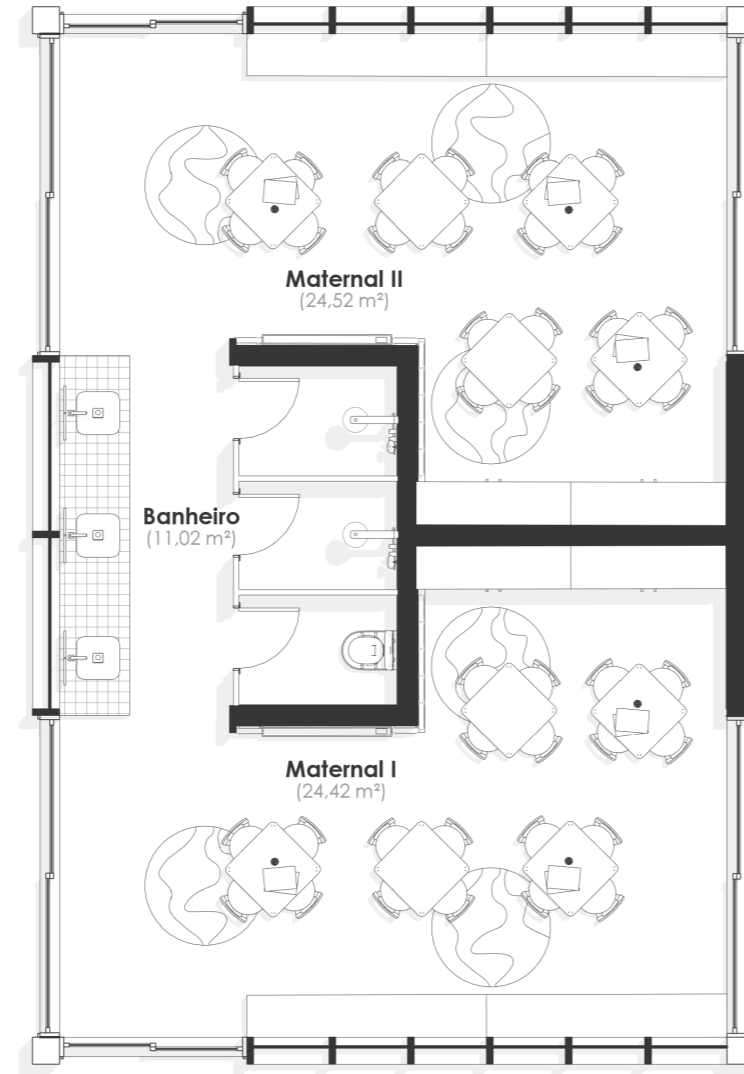 Maternal II
(24,52 m²)
Banheiro
(11,02 m²)
Maternal I
(24,42 m²)